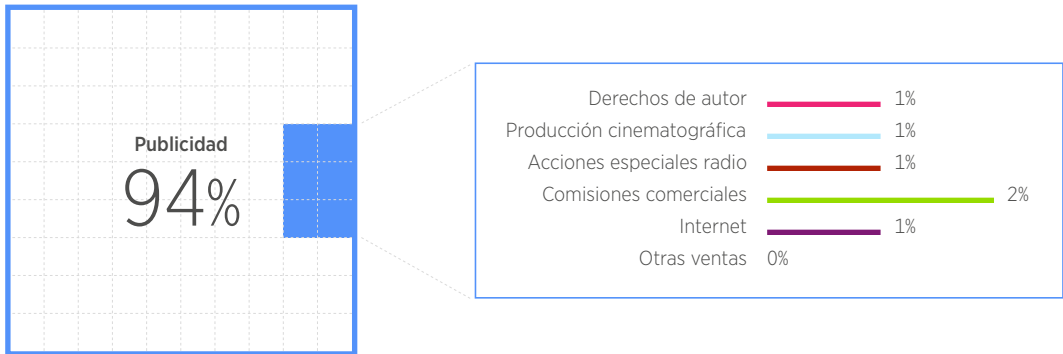 Publicidad
94%
Derechos de autor 1%
Producción cinematográfica 1%
Acciones especiales radio 1%
Comisiones comerciales 2%
Internet 1%
Otras ventas 0%